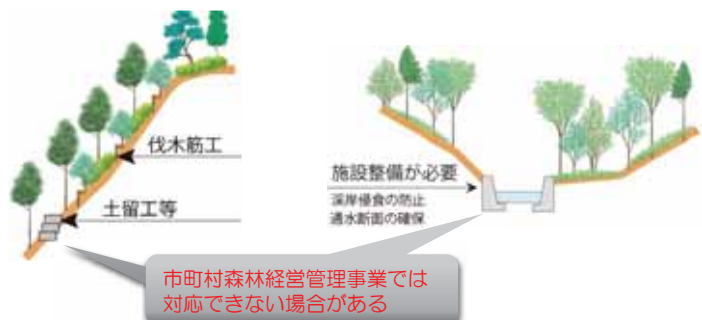 伐木筋工
土留工等
施設整備が必要
渓岸侵食の防止
通水断面の確保
市町村森林経営管理事業では
対応できない場合がある